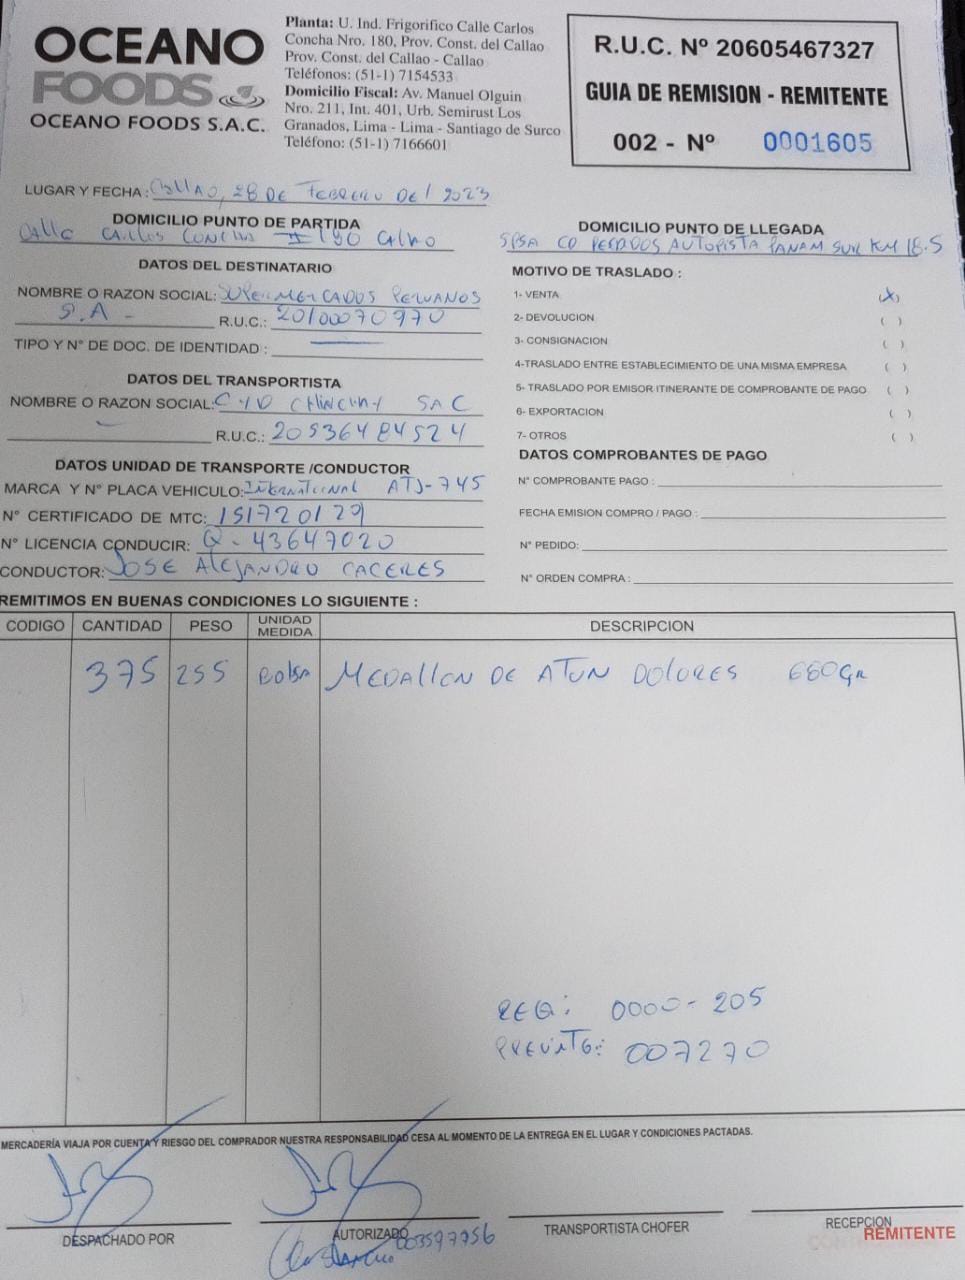 OCEANO
FOODS
OCEANO FOODS S.A.C.
Planta: U. Ind. Frigorifico Calle Carlos
Concha Nro. 180, Prov. Const. del Callao
Prov. Const. del Callao - Callao
Teléfonos: (51-1) 7154533
Domicilio Fiscal: Av. Manuel Olguin
Nro. 211, Int. 401, Urb. Semirust Los
Granados, Lima - Lima - Santiago de Surco
Teléfono: (51-1) 7166601
R.U.C. Nº 20605467327
GUIA DE REMISION - REMITENTE
002 - Nº 0001605
LUGAR Y FECHA: Callao, 28 DE FEBRERO DEl 2023
DOMICILIO PUNTO DE PARTIDA
Calle Carlos Concha 180 Callao
DOMICILIO PUNTO DE LLEGADA
SPSA CD AUTOPISTA PANAM SUR KM 18.5
DATOS DEL DESTINATARIO
NOMBRE O RAZON SOCIAL: SUPERMERCADOS PERUANOS
S.A -
R.U.C.: 20100070970
TIPO Y N° DE DOC. DE IDENTIDAD :
MOTIVO DE TRASLADO :
1- VENTA (X)
2- DEVOLUCION ( )
3- CONSIGNACION ( )
4-TRASLADO ENTRE ESTABLECIMIENTO DE UNA MISMA EMPRESA ( )
5- TRASLADO POR EMISOR ITINERANTE DE COMPROBANTE DE PAGO ( )
6- EXPORTACION ( )
7- OTROS ( )
DATOS DEL TRANSPORTISTA
NOMBRE O RAZON SOCIAL: SAC
R.U.C.: 20536484524
DATOS UNIDAD DE TRANSPORTE /CONDUCTOR
MARCA Y N° PLACA VEHICULO: INTERNATIONAL ATJ-745
N° CERTIFICADO DE MTC: 151720129
N° LICENCIA CONDUCIR: Q-43647020
CONDUCTOR: JOSE AlEJANDRO CACERES
DATOS COMPROBANTES DE PAGO
N° COMPROBANTE PAGO :
FECHA EMISION COMPRO / PAGO :
N° PEDIDO:
N° ORDEN COMPRA :
REMITIMOS EN BUENAS CONDICIONES LO SIGUIENTE :
CODIGO CANTIDAD PESO UNIDAD MEDIDA DESCRIPCION
375 255 Bolsa MEDAllON DE ATUN DOLORES 680GR
REG: 0000-205
007270
MERCADERÍA VIAJA POR CUENTA Y RIESGO DEL COMPRADOR NUESTRA RESPONSABILIDAD CESA AL MOMENTO DE LA ENTREGA EN EL LUGAR Y CONDICIONES PACTADAS.
DESPACHADO POR
AUTORIZADO
003597756
TRANSPORTISTA CHOFER
RECEPCION
REMITENTE